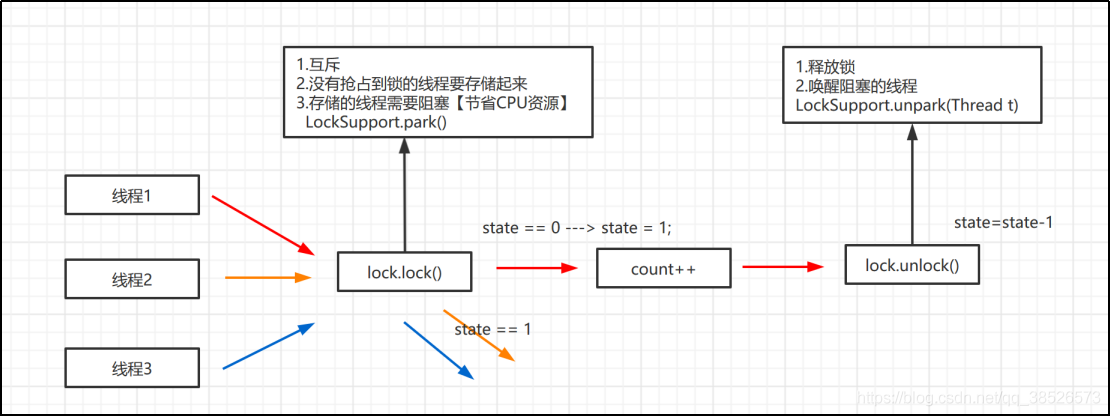 1.互斥
2.没有抢占到锁的线程要存储起来
3.存储的线程需要阻塞【节省CPU资源】
LockSupport.park()
1.释放锁
2.唤醒阻塞的线程
LockSupport.unpark(Thread t)
线程1
state == 0 ---> state = 1;
state=state-1
线程2
lock.lock()
count++
lock.unlock()
state == 1
线程3
https://blog.csdn.net/qq_38526573